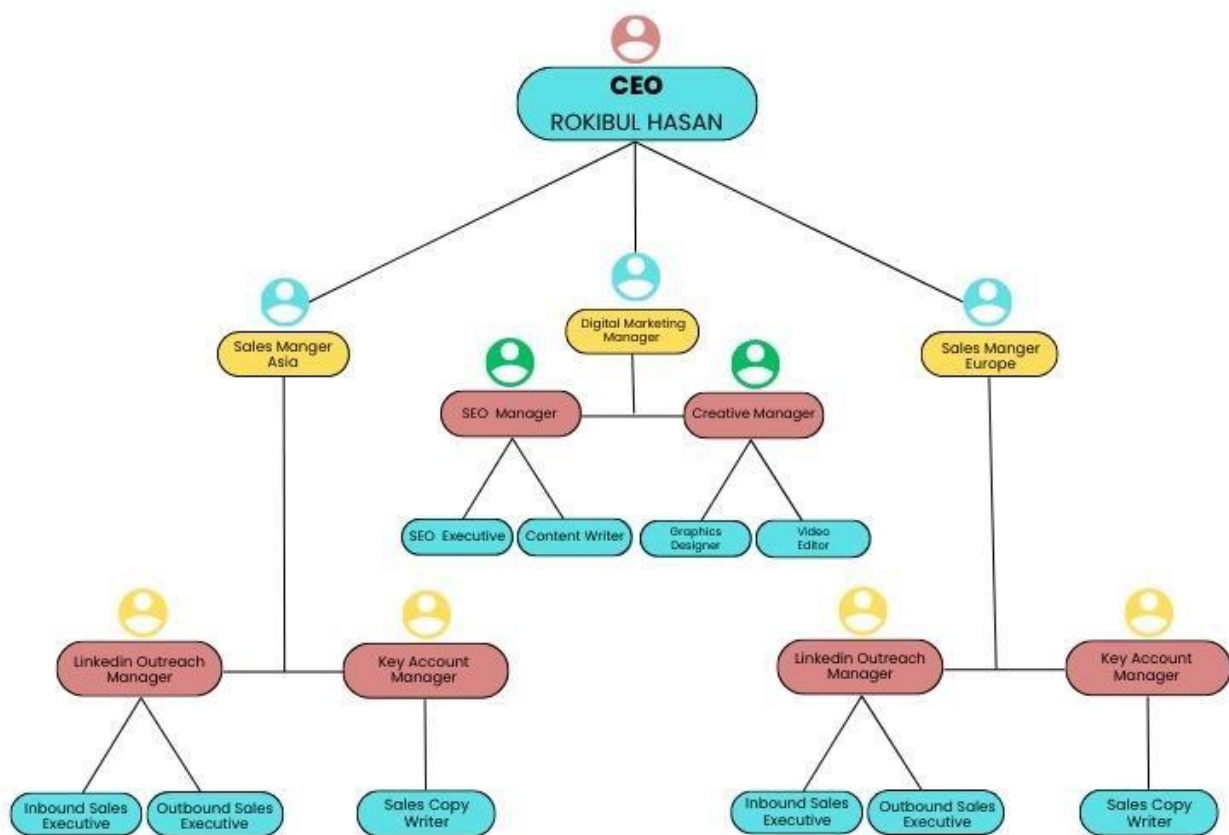 CEO
ROKIBUL HASAN
Digital Marketing
Manager
Sales Manger
Asia
Sales Manger
Europe
SEO Manager
Creative Manager
SEO Executive
Content Writer
Graphics
Designer
Video
Editor
Linkedin Outreach
Manager
Key Account
Manager
Linkedin Outreach
Manager
Key Account
Manager
Inbound Sales
Executive
Outbound Sales
Executive
Sales Copy
Writer
Inbound Sales
Executive
Outbound Sales
Executive
Sales Copy
Writer